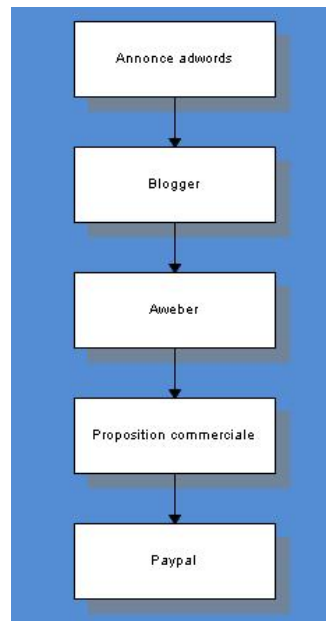 Annonce adwords
Blogger
Aweber
Proposition commerciale
Paypal